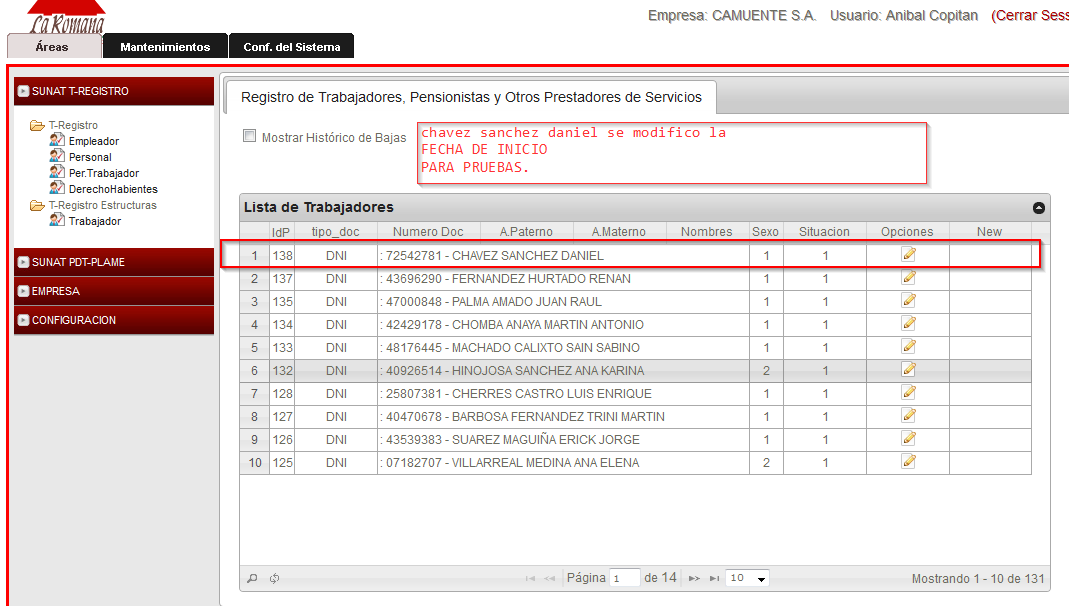 La Romana
Empresa: CAMUENTE S.A. Usuario: Anibal Copitan (Cerrar Ses
Áreas Mantenimientos Conf. del Sistema
SUNAT T-REGISTRO
T-Registro
Empleador
Personal
Per.Trabajador
DerechoHabientes
T-Registro Estructuras
Trabajador
SUNAT PDT-PLAME
EMPRESA
CONFIGURACION
Registro de Trabajadores, Pensionistas y Otros Prestadores de Servicios
Mostrar Histórico de Bajas
chavez sanchez daniel se modifico la
FECHA DE INICIO
PARA PRUEBAS.
Lista de Trabajadores
IdP tipo_doc Numero Doc A.Paterno A.Materno Nombres Sexo Situacion Opciones New
1 138 DNI : 72542781 - CHAVEZ SANCHEZ DANIEL 1 1
2 137 DNI : 43696290 - FERNANDEZ HURTADO RENAN 1 1
3 135 DNI : 47000848 - PALMA AMADO JUAN RAUL 1 1
4 134 DNI : 42429178 - CHOMBA ANAYA MARTIN ANTONIO 1 1
5 133 DNI : 48176445 - MACHADO CALIXTO SAIN SABINO 1 1
6 132 DNI : 40926514 - HINOJOSA SANCHEZ ANA KARINA 2 1
7 128 DNI : 25807381 - CHERRES CASTRO LUIS ENRIQUE 1 1
8 127 DNI : 40470678 - BARBOSA FERNANDEZ TRINI MARTIN 1 1
9 126 DNI : 43539383 - SUAREZ MAGUIÑA ERICK JORGE 1 1
10 125 DNI : 07182707 - VILLARREAL MEDINA ANA ELENA 2 1
Página 1 de 14 10 Mostrando 1 - 10 de 131